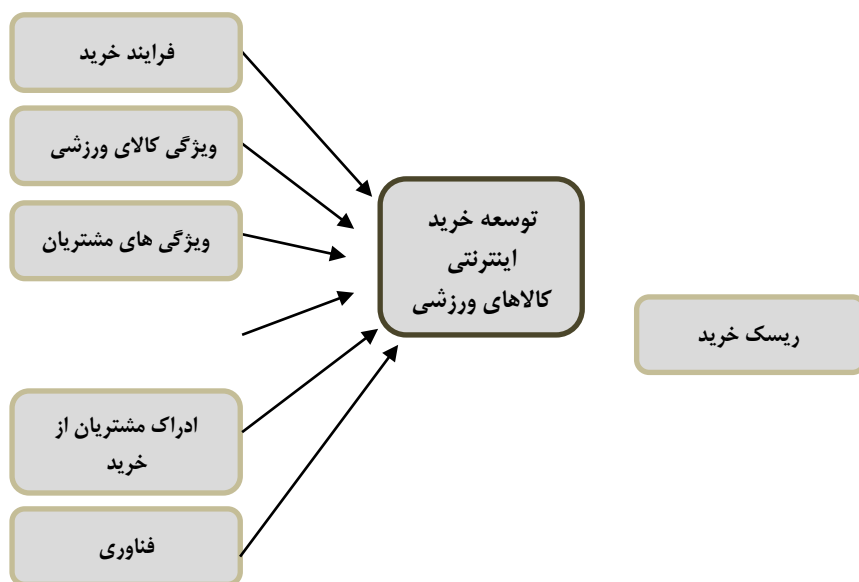 فرایند خرید
ویژگی کالای ورزشی
ویژگی های مشتریان
توسعه خرید
اینترنتی
کالاهای ورزشی
ریسک خرید
ادراک مشتریان از
خرید
فناوری